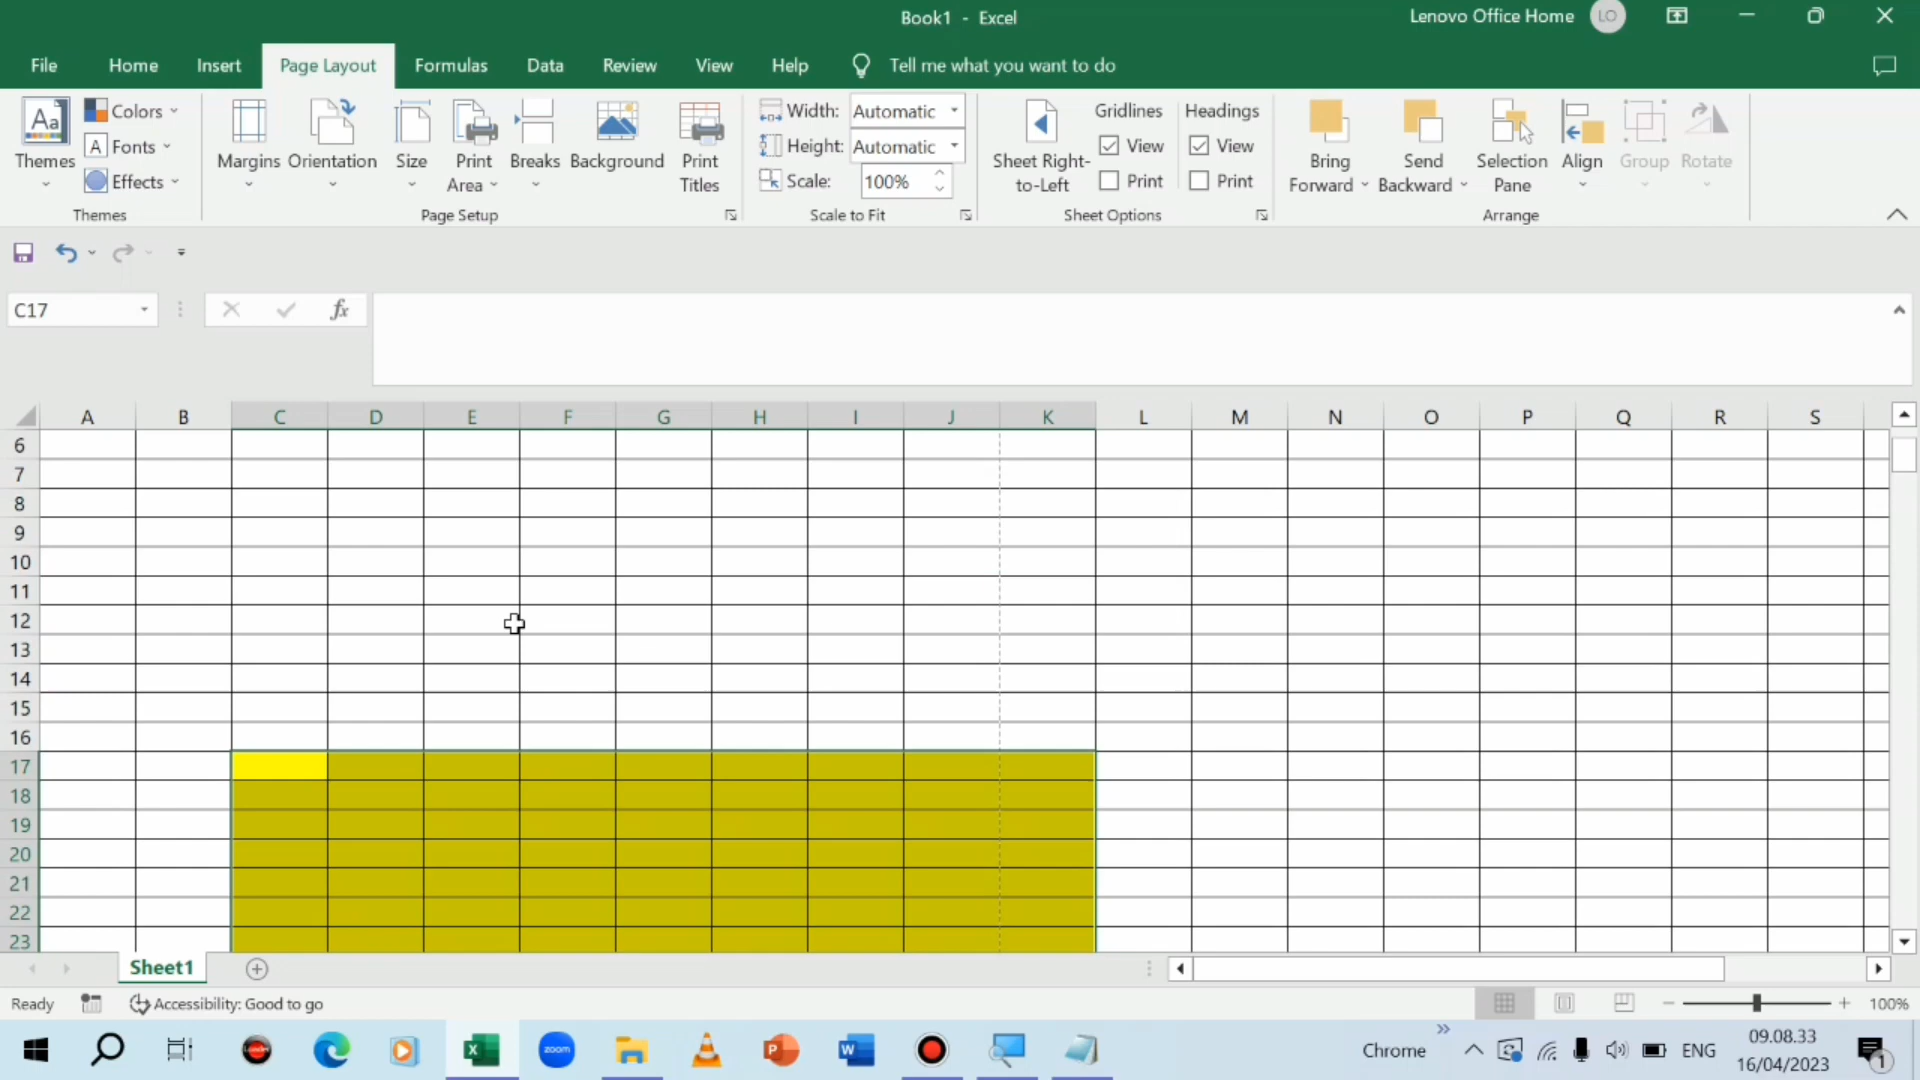 Book1 - Excel
Lenovo Office Home
LO
File Home Insert Page Layout Formulas Data Review View Help Tell me what you want to do
Aa
Themes
Colors
A Fonts
Effects
Themes
Margins
Orientation
Size
Print Area
Breaks
Background
Print Titles
Page Setup
Width: Automatic
Height: Automatic
Scale: 100%
Scale to Fit
Sheet Right-to-Left
Gridlines
View
Print
Headings
View
Print
Sheet Options
Bring Forward
Send Backward
Selection Pane
Align
Group
Rotate
Arrange
C17
fx
A B C D E F G H I J K L M N O P Q R S
6
7
8
9
10
11
12
13
14
15
16
17
18
19
20
21
22
23
Sheet1
Ready
Accessibility: Good to go
100%
zoom
X
P
W
Chrome
ENG
09.08.33
16/04/2023
1